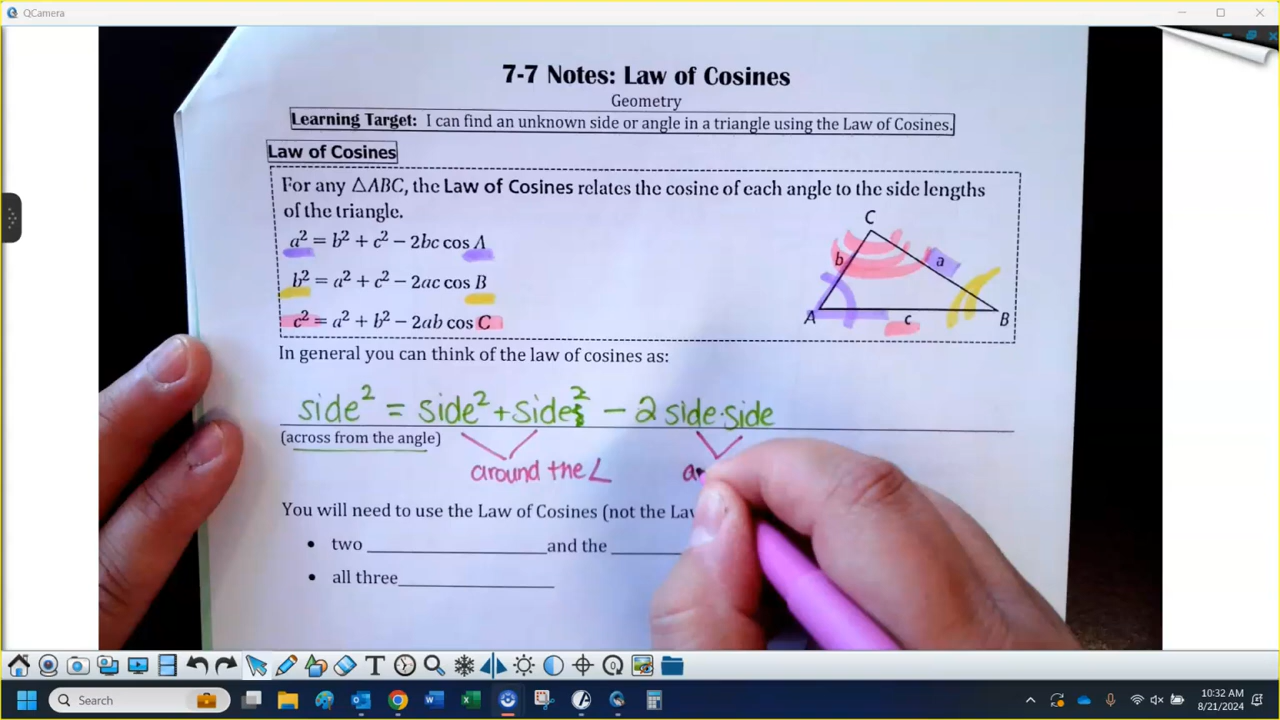 QCamera
7-7 Notes: Law of Cosines
Geometry
Learning Target: I can find an unknown side or angle in a triangle using the Law of Cosines.
Law of Cosines
For any △ABC, the Law of Cosines relates the cosine of each angle to the side lengths
of the triangle.
a² = b² + c² − 2bc cos A
b² = a² + c² − 2ac cos B
c² = a² + b² − 2ab cos C
C
b
a
A
c
B
In general you can think of the law of cosines as:
side² = side² + side² − 2 side·side
(across from the angle)
around the ∠
You will need to use the Law of Cosines (not the
• two ____ and the ____
• all three____
T
Search
10:32 AM
8/21/2024